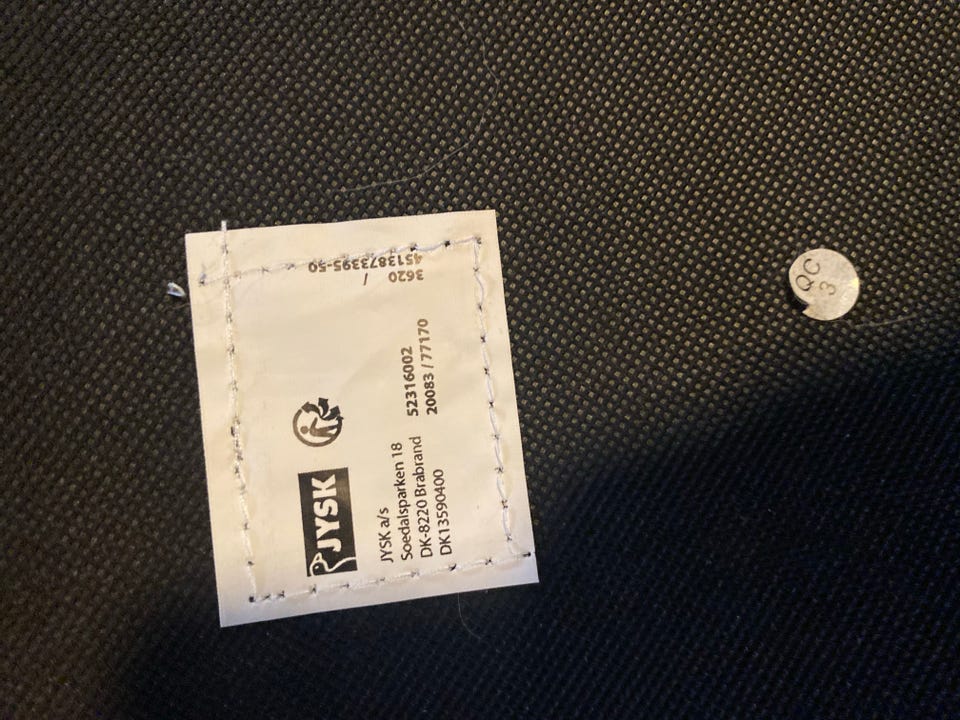 JYSK
JYSK a/s
Soedalsparken 18
DK-8220 Brabrand
DK13590400
52316002
20083 / 77170
3620 /
4513873395-50
QC
3